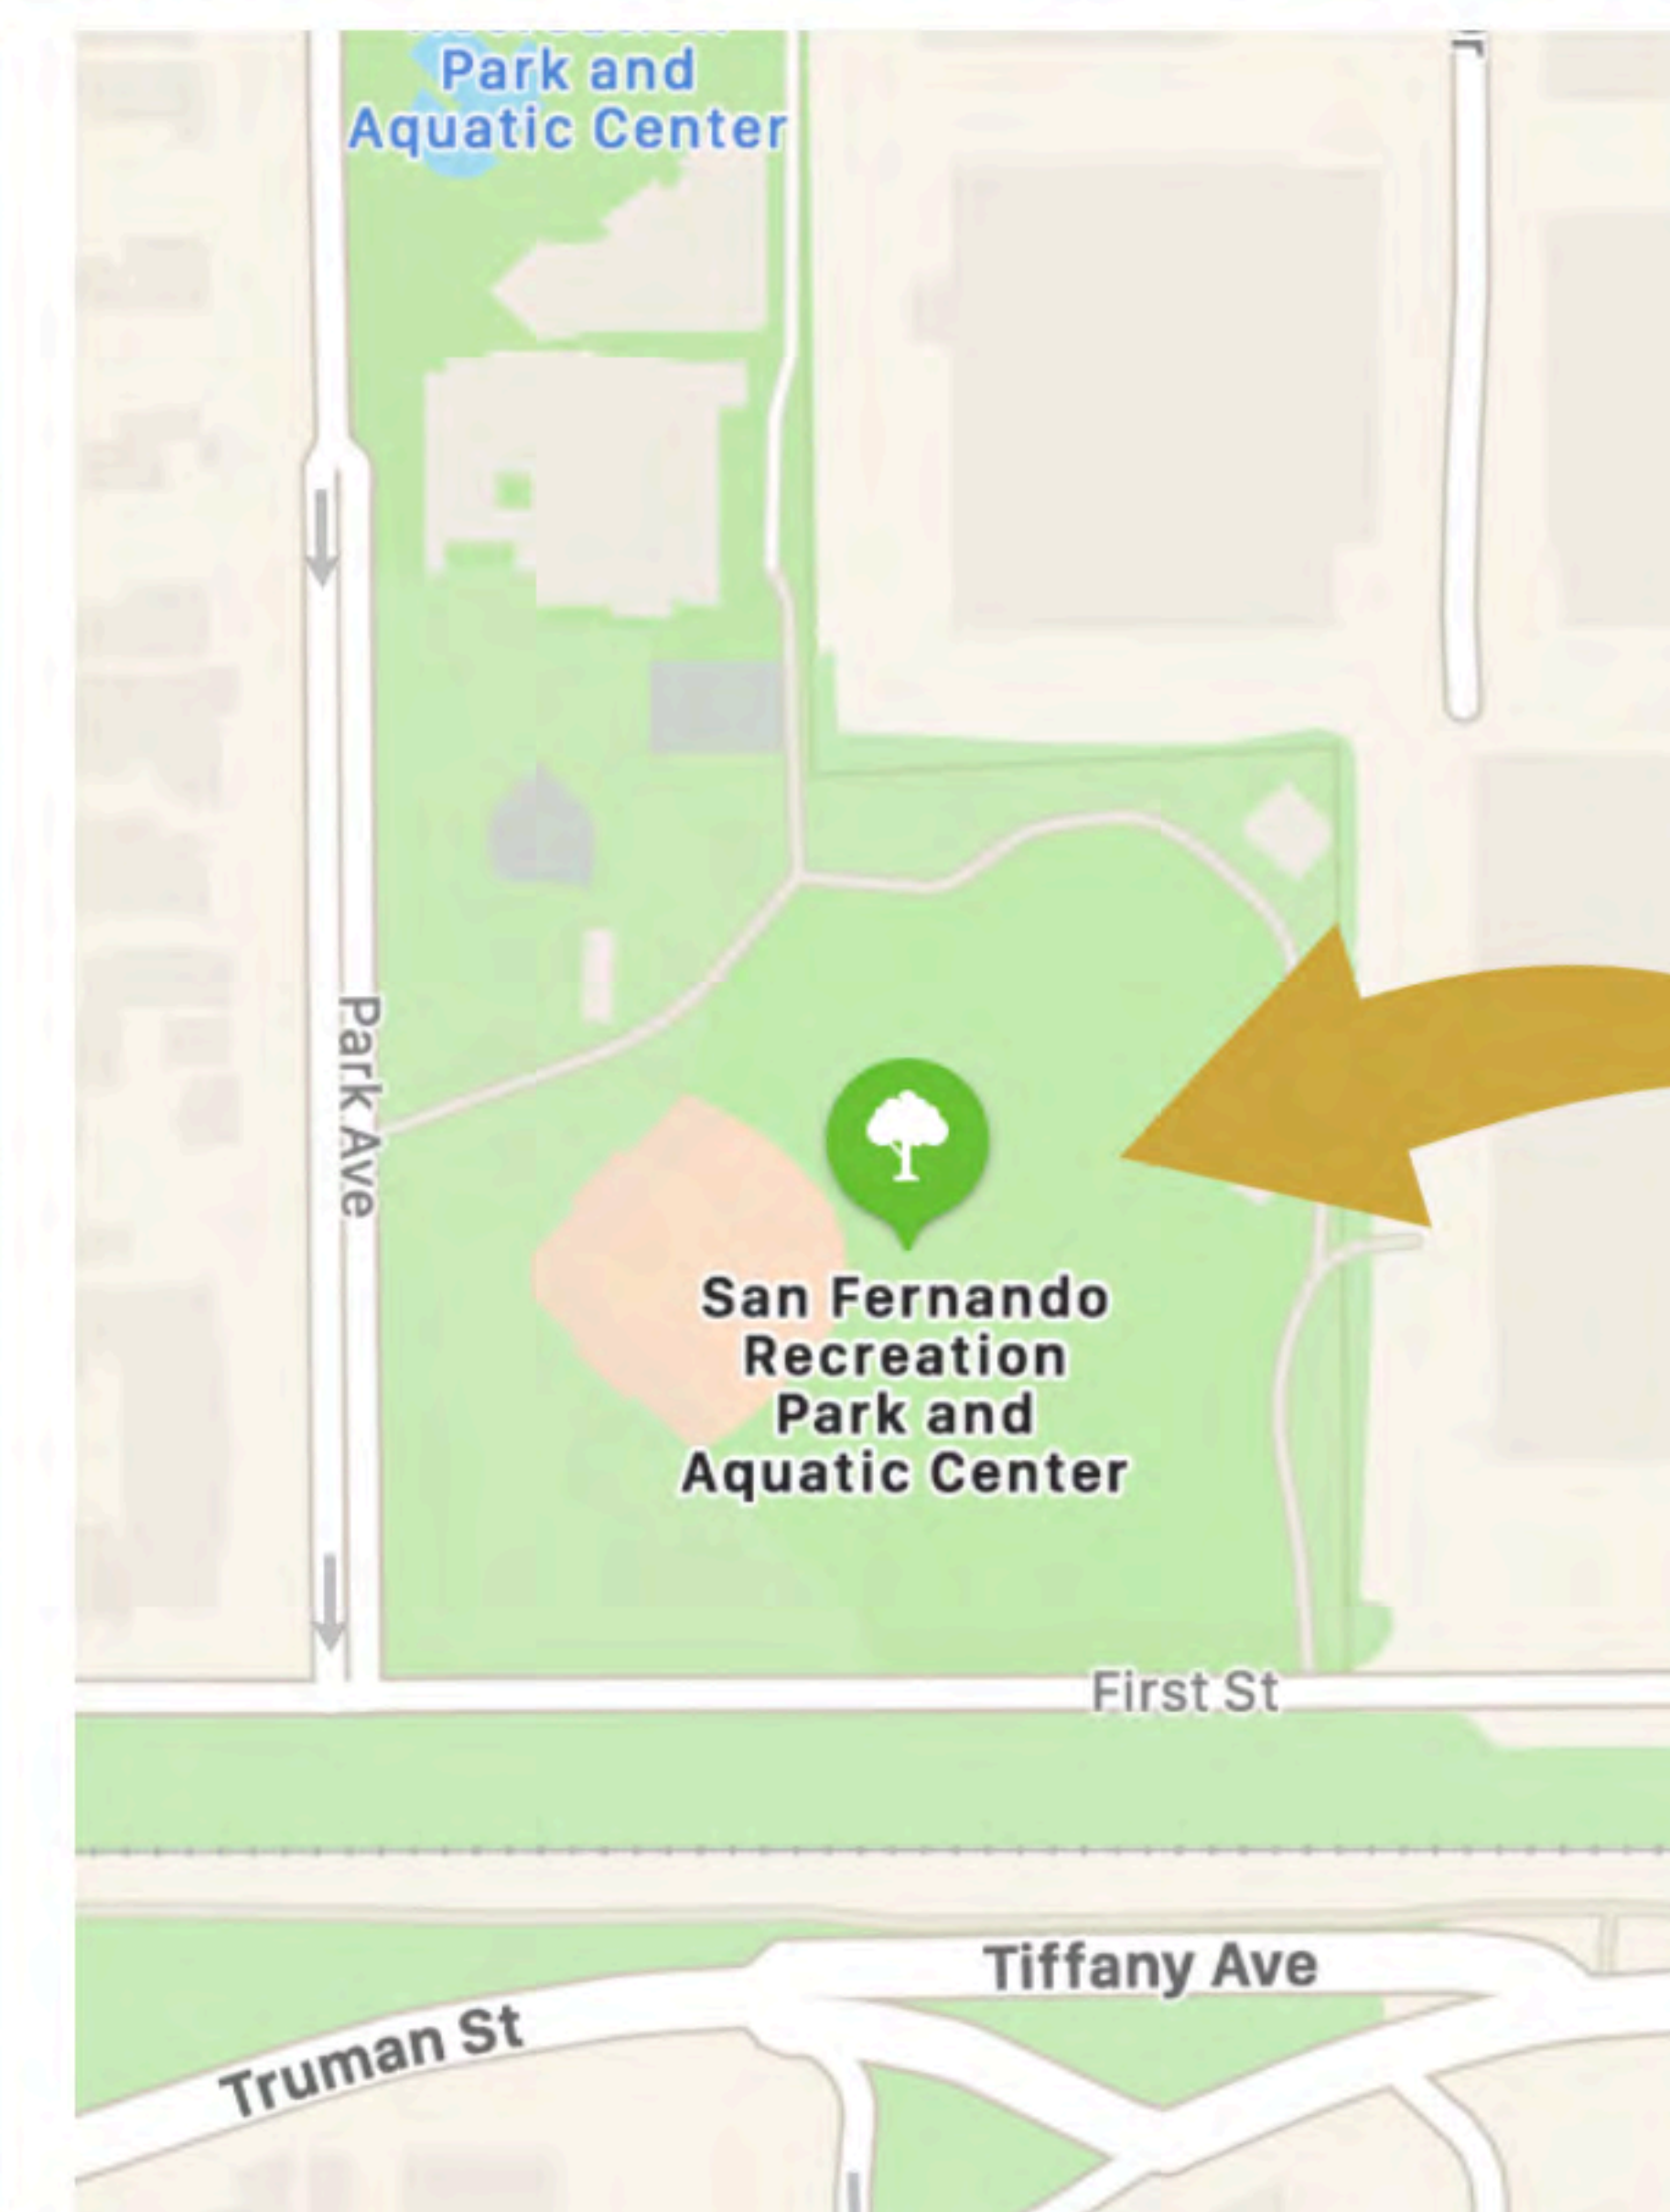 Park and
Aquatic Center
Park Ave
San Fernando
Recreation
Park and
Aquatic Center
First St
Tiffany Ave
Truman St